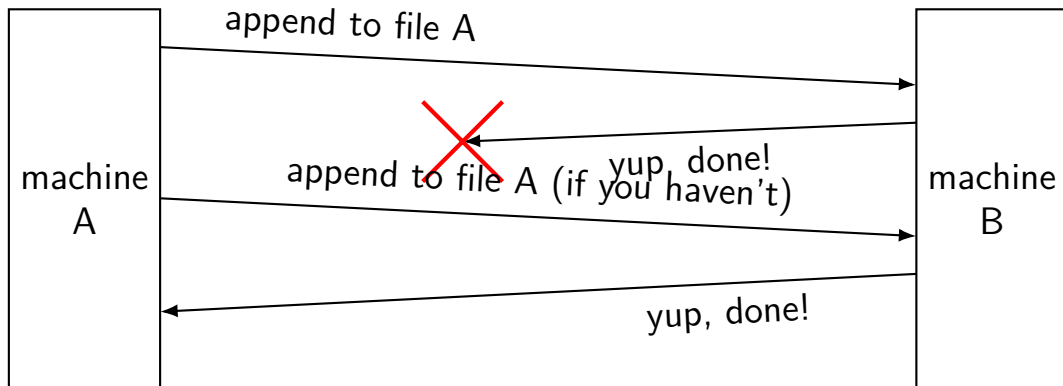 append to file A
yup, done!
append to file A (if you haven't)
machine
A
machine
B
yup, done!